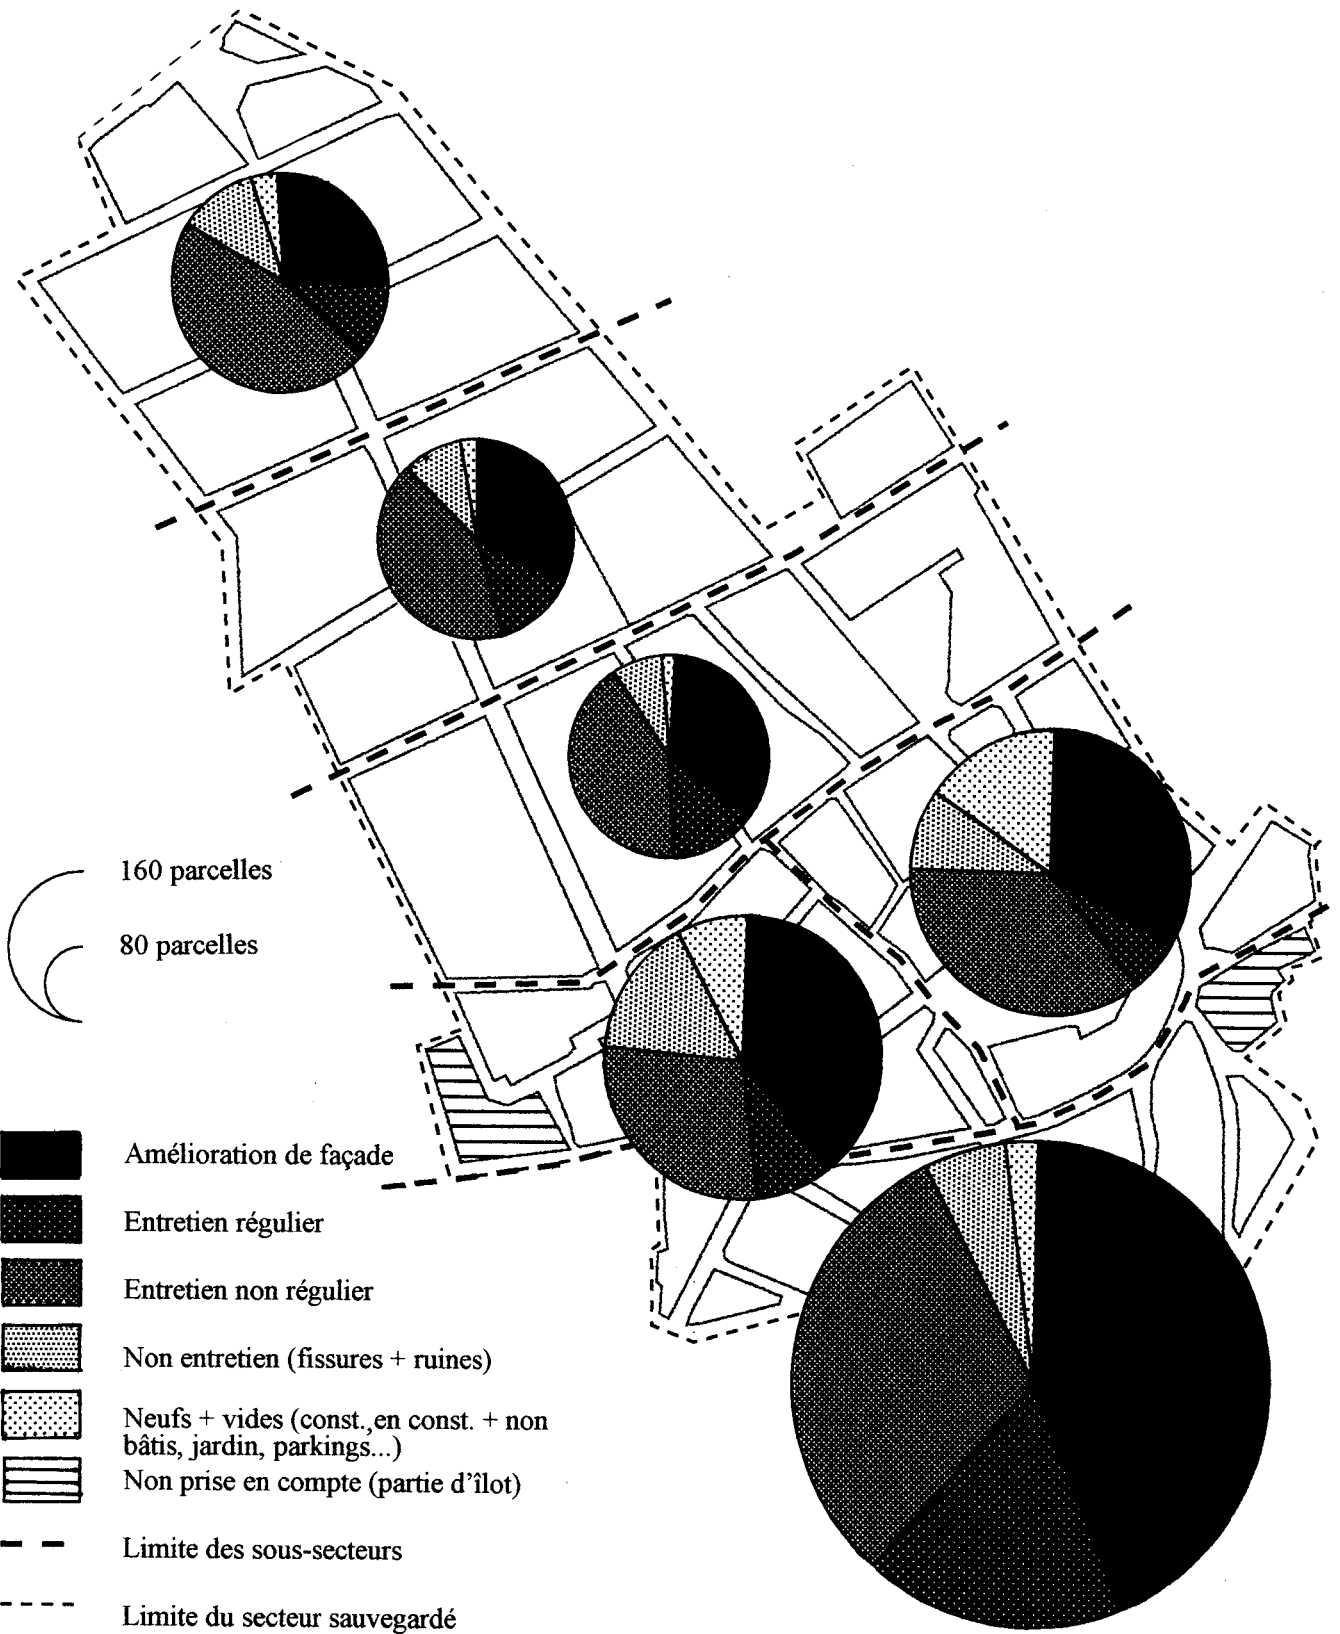 160 parcelles
80 parcelles
Amélioration de façade
Entretien régulier
Entretien non régulier
Non entretien (fissures + ruines)
Neufs + vides (const.,en const. + non
bâtis, jardin, parkings...)
Non prise en compte (partie d'îlot)
Limite des sous-secteurs
Limite du secteur sauvegardé